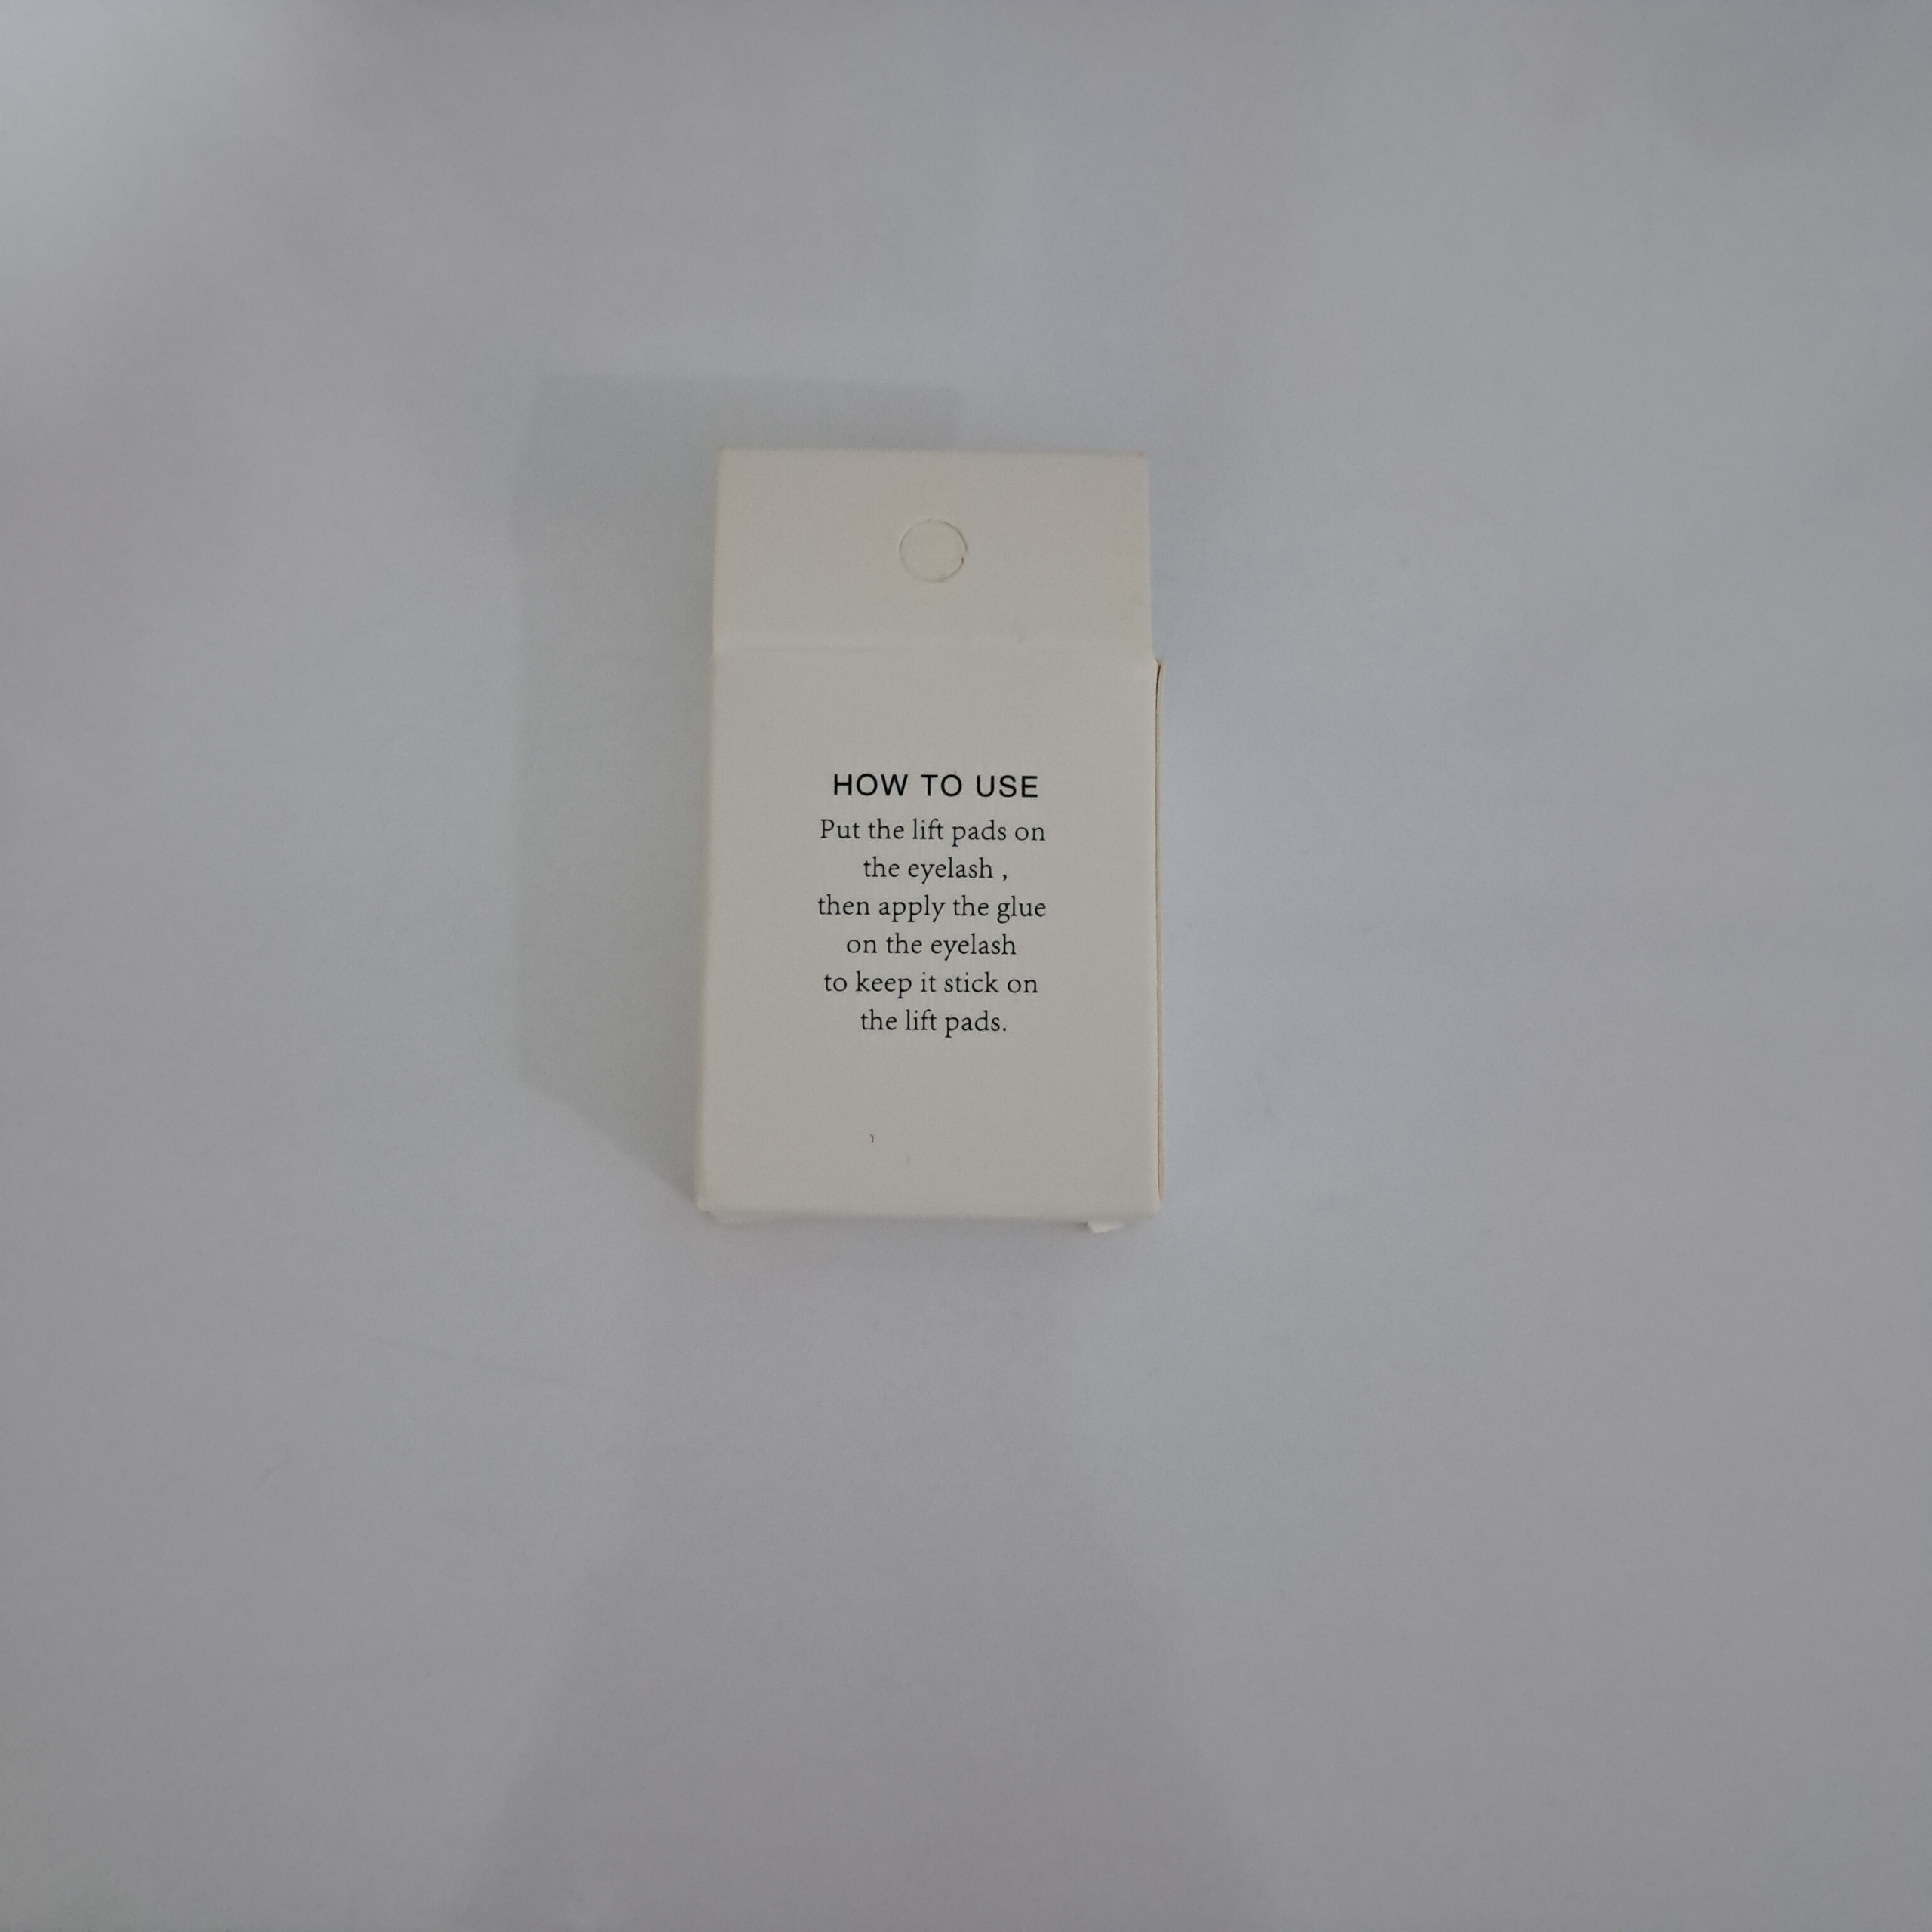 HOW TO USE
Put the lift pads on
the eyelash ,
then apply the glue
on the eyelash
to keep it stick on
the lift pads.